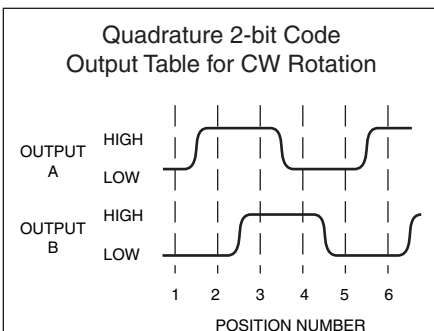 Quadrature 2-bit Code
Output Table for CW Rotation
OUTPUT
A
HIGH
LOW
OUTPUT
B
HIGH
LOW
1 2 3 4 5 6
POSITION NUMBER